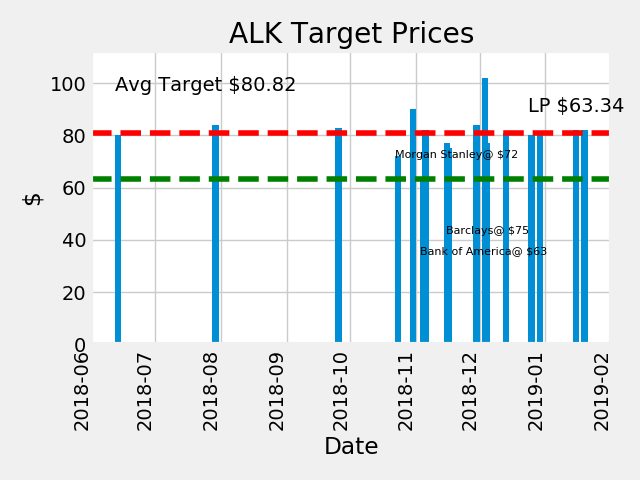 ALK Target Prices
Avg Target $80.82
LP $63.34
Morgan Stanley@ $72
Barclays@ $75
Bank of America@ $63
$
100
80
60
40
20
0
2018-06
2018-07
2018-08
2018-09
2018-10
2018-11
2018-12
2019-01
2019-02
Date